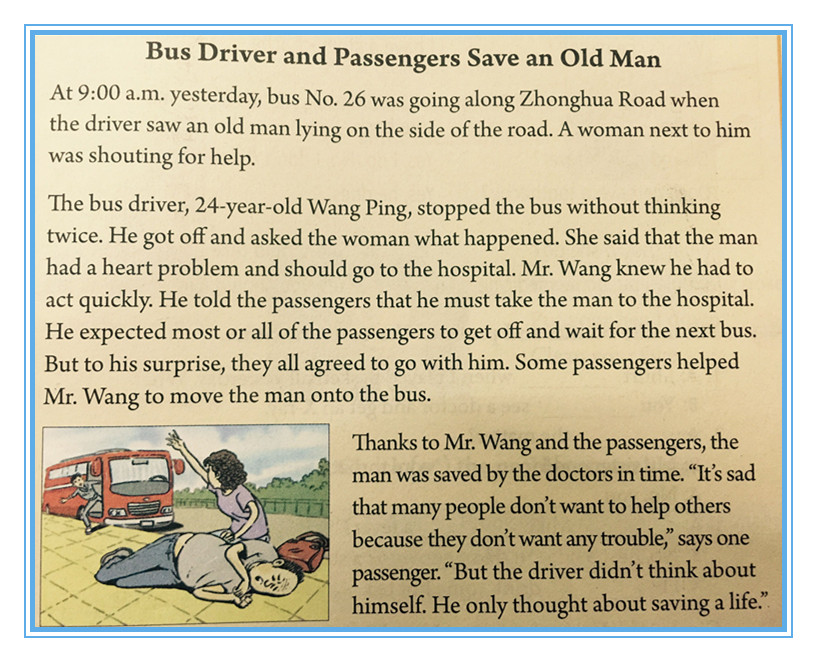 Bus Driver and Passengers Save an Old Man
At 9:00 a.m. yesterday, bus No. 26 was going along Zhonghua Road when
the driver saw an old man lying on the side of the road. A woman next to him
was shouting for help.
The bus driver, 24-year-old Wang Ping, stopped the bus without thinking
twice. He got off and asked the woman what happened. She said that the man
had a heart problem and should go to the hospital. Mr. Wang knew he had to
act quickly. He told the passengers that he must take the man to the hospital.
He expected most or all of the passengers to get off and wait for the next bus.
But to his surprise, they all agreed to go with him. Some passengers helped
Mr. Wang to move the man onto the bus.
Thanks to Mr. Wang and the passengers, the
man was saved by the doctors in time. “It’s sad
that many people don’t want to help others
because they don’t want any trouble,” says one
passenger. “But the driver didn’t think about
himself. He only thought about saving a life.”